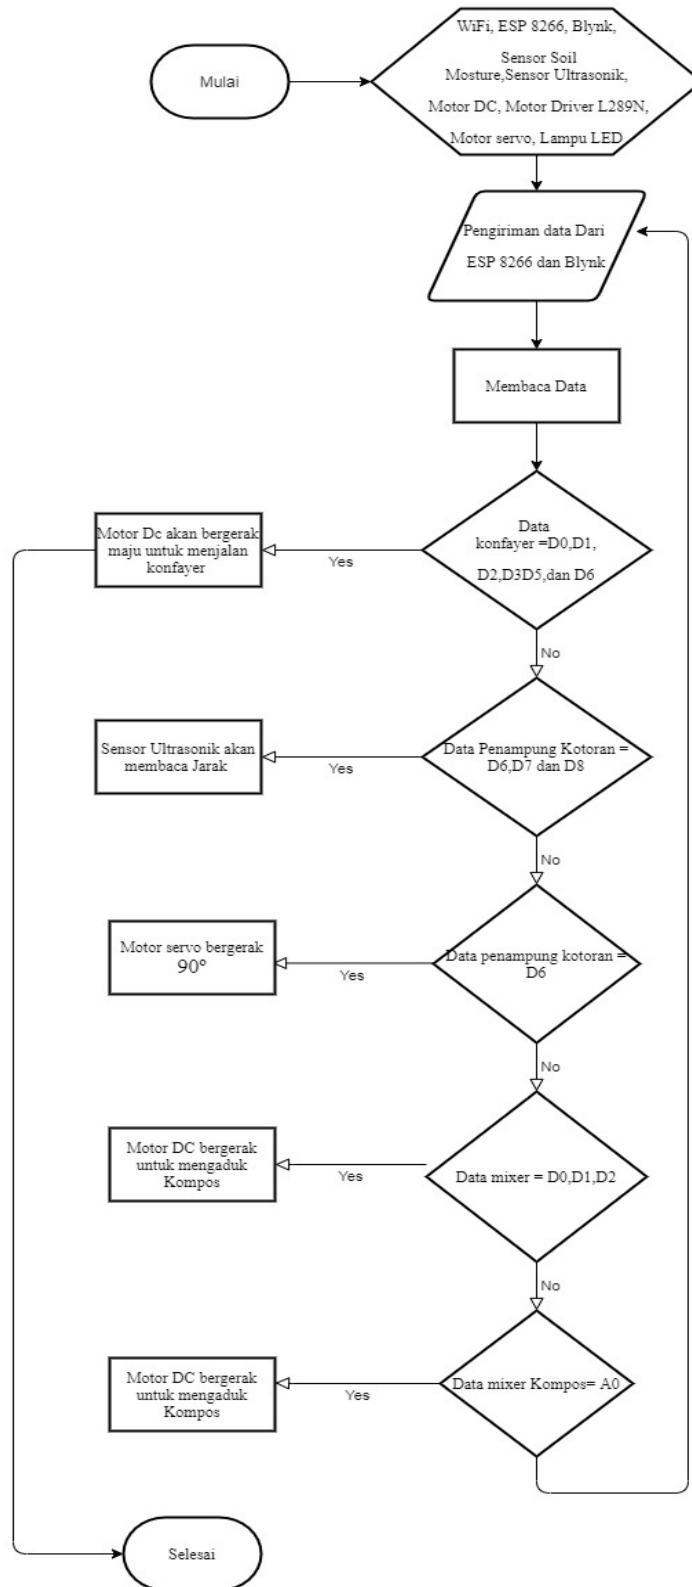 Mulai
WiFi, ESP 8266, Blynk,
Sensor Soil
Mosture,Sensor Ultrasonik,
Motor DC, Motor Driver L289N,
Motor servo, Lampu LED
Pengiriman data Dari
ESP 8266 dan Blynk
Membaca Data
Data
konfayer =D0,D1,
D2,D3D5,dan D6
Yes
Motor Dc akan bergerak
maju untuk menjalan
konfayer
No
Data Penampung Kotoran =
D6,D7 dan D8
Yes
Sensor Ultrasonik akan
membaca Jarak
No
Data penampung kotoran =
D6
Yes
Motor servo bergerak
90°
No
Data mixer = D0,D1,D2
Yes
Motor DC bergerak
untuk mengaduk
Kompos
No
Data mixer Kompos= A0
Yes
Motor DC bergerak
untuk mengaduk
Kompos
Selesai